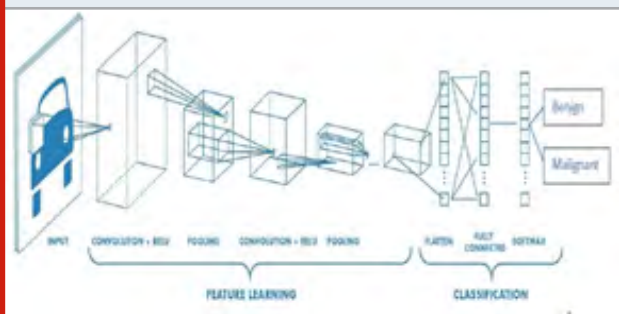 Benign
Malignant
INPUT
CONVOLUTION + RELU
POOLING
CONVOLUTION + RELU
POOLING
FLATTEN
FULLY
CONNECTED
SOFTMAX
FEATURE LEARNING
CLASSIFICATION